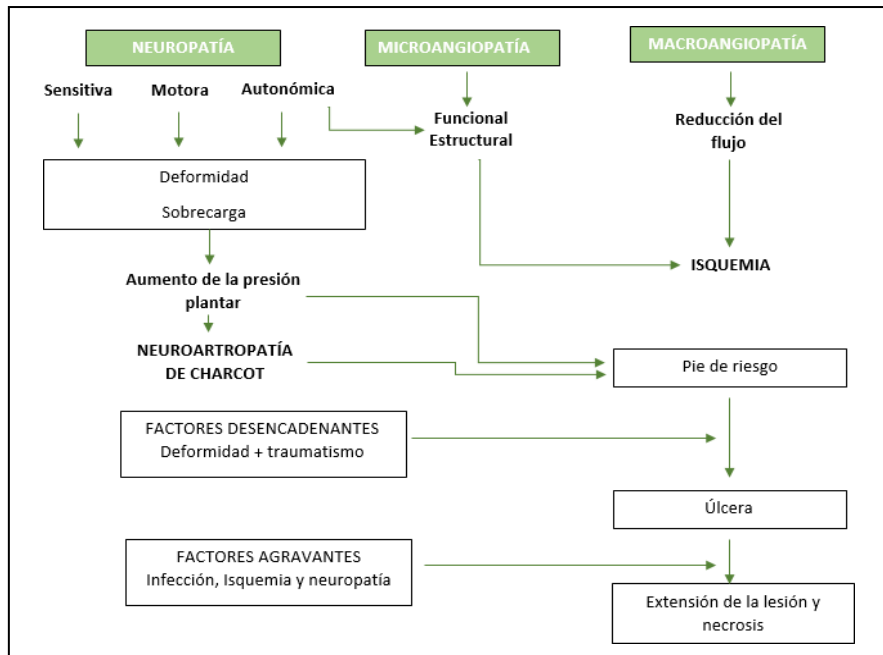 NEUROPATÍA
MICROANGIOPATÍA
MACROANGIOPATÍA
Sensitiva
Motora
Autonómica
Funcional
Estructural
Reducción del
flujo
Deformidad
Sobrecarga
Aumento de la presión
plantar
ISQUEMIA
NEUROARTROPATÍA
DE CHARCOT
Pie de riesgo
FACTORES DESENCADENANTES
Deformidad + traumatismo
Úlcera
FACTORES AGRAVANTES
Infección, Isquemia y neuropatía
Extensión de la lesión y
necrosis